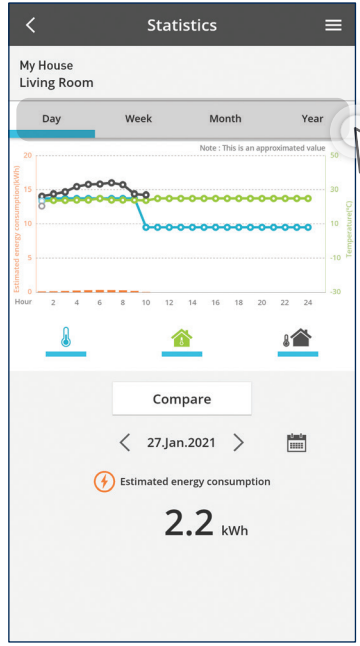 Statistics
My House
Living Room
Day Week Month Year
Note : This is an approximated value
Estimated energy consumption(kWh)
20
15
10
5
0
50
30
10
-10
-30
Temperature(°C)
Hour 2 4 6 8 10 12 14 16 18 20 22 24
Compare
27.Jan.2021
Estimated energy consumption
2.2 kWh